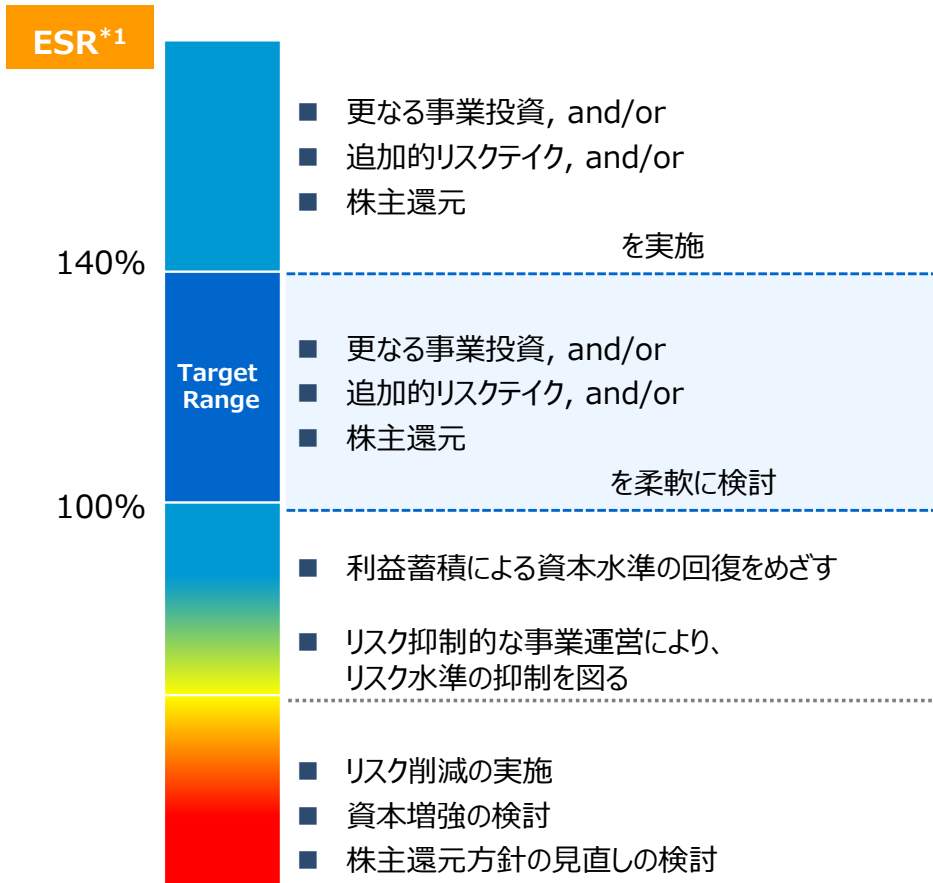 ESR*1
■ 更なる事業投資, and/or
■ 追加的リスクテイク, and/or
■ 株主還元
を実施
140%
Target
Range
■ 更なる事業投資, and/or
■ 追加的リスクテイク, and/or
■ 株主還元
を柔軟に検討
100%
■ 利益蓄積による資本水準の回復をめざす
■ リスク抑制的な事業運営により、
リスク水準の抑制を図る
■ リスク削減の実施
■ 資本増強の検討
■ 株主還元方針の見直しの検討